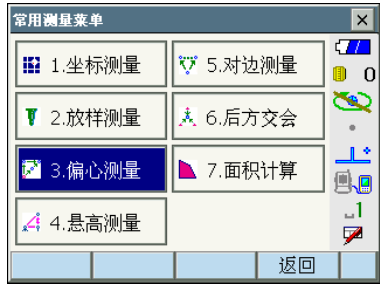 常用测量菜单
1.坐标测量
2.放样测量
3.偏心测量
4.悬高测量
5.对边测量
6.后方交会
7.面积计算
0
1
返回